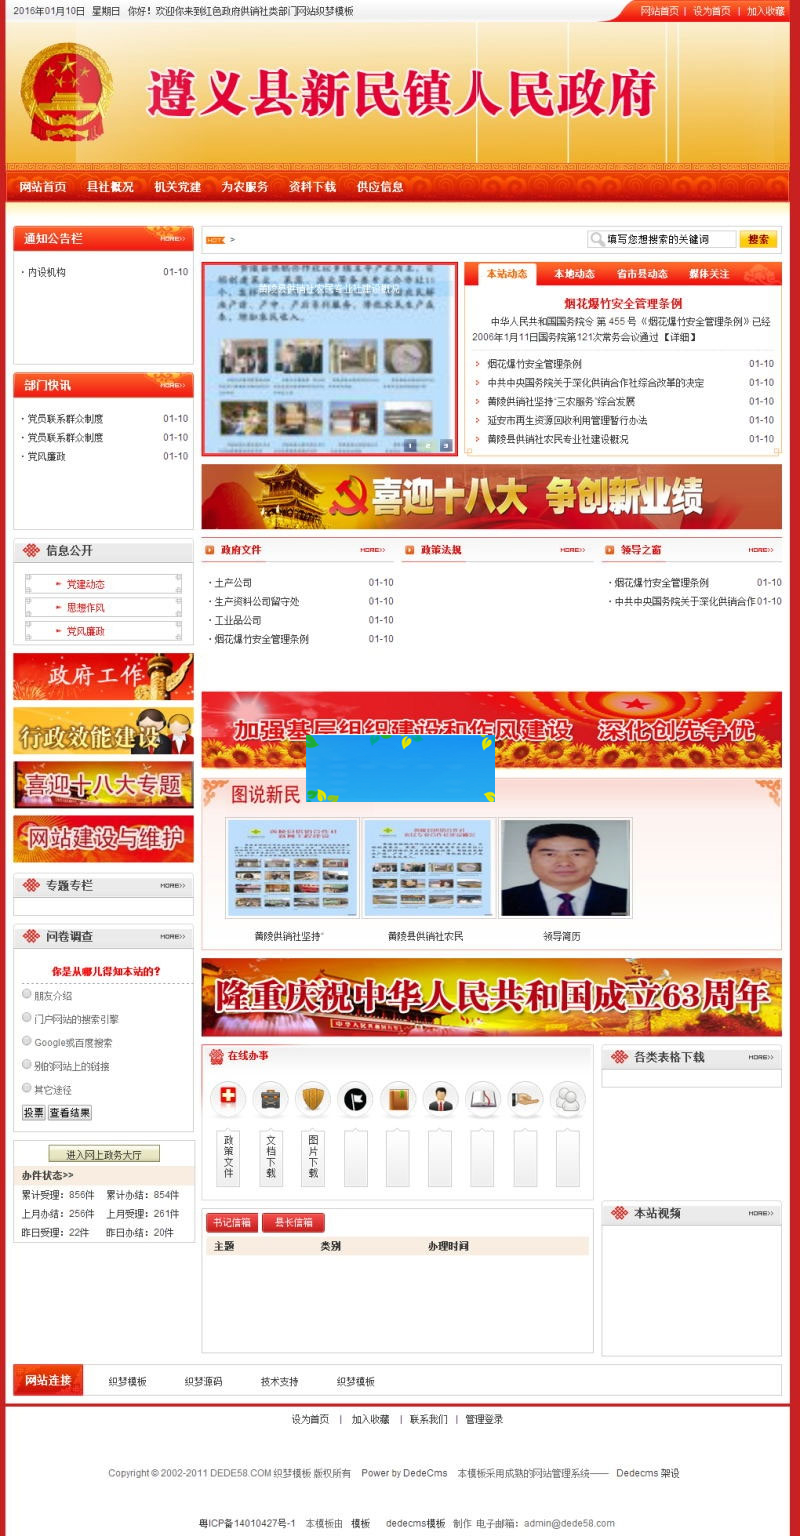 2016年01月10日 星期日 你好！欢迎你来到红色政府供销社类部门网站织梦模板
网站首页 | 设为首页 | 加入收藏
遵义县新民镇人民政府
网站首页 县社概况 机关党建 为农服务 资料下载 供应信息
通知公告栏 MORE>>
· 内设机构 01-10
部门快讯 MORE>>
· 党员联系群众制度 01-10
· 党员联系群众制度 01-10
· 党风廉政 01-10
信息公开
党建动态
思想作风
党风廉政
政府工作
行政效能建设
喜迎十八大专题
网站建设与维护
专题专栏 MORE>>
问卷调查 MORE>>
你是从哪儿得知本站的？
朋友介绍
门户网站的搜索引擎
Google或百度搜索
别的网站上的链接
其它途径
投票 查看结果
进入网上政务大厅
办件状态>>
累计受理：856件 累计办结：854件
上月办结：256件 上月受理：261件
昨日受理：22件 昨日办结：20件
HOT >
填写您想搜索的关键词 搜索
黄陵县供销社农民专业社建设概况
1 2 3
本站动态 本地动态 省市县动态 媒体关注
烟花爆竹安全管理条例
中华人民共和国国务院令 第 455 号《烟花爆竹安全管理条例》已经
2006年1月11日国务院第121次常务会议通过【详细】
烟花爆竹安全管理条例 01-10
中共中央国务院关于深化供销合作社综合改革的决定 01-10
黄陵供销社坚持“三农服务”综合发展 01-10
延安市再生资源回收利用管理暂行办法 01-10
黄陵县供销社农民专业社建设概况 01-10
喜迎十八大 争创新业绩
政府文件 MORE>>
· 土产公司 01-10
· 生产资料公司留守处 01-10
· 工业品公司 01-10
· 烟花爆竹安全管理条例 01-10
政策法规 MORE>>
领导之窗 MORE>>
· 烟花爆竹安全管理条例 01-10
· 中共中央国务院关于深化供销合作 01-10
加强基层组织建设和作风建设 深化创先争优
图说新民
黄陵供销社坚持“
黄陵县供销社农民
领导简历
隆重庆祝中华人民共和国成立63周年
中华人民共和国
在线办事
政策文件
文档下载
图片下载
各类表格下载 MORE>>
书记信箱 县长信箱
主题 类别 办理时间
本站视频 MORE>>
网站连接 织梦模板 织梦源码 技术支持 织梦模板
设为首页 | 加入收藏 | 联系我们 | 管理登录
Copyright © 2002-2011 DEDE58.COM 织梦模板 版权所有 Power by DedeCms 本模板采用成熟的网站管理系统—— Dedecms 架设
粤ICP备14010427号-1 本模板由 模板 dedecms模板 制作 电子邮箱：admin@dede58.com